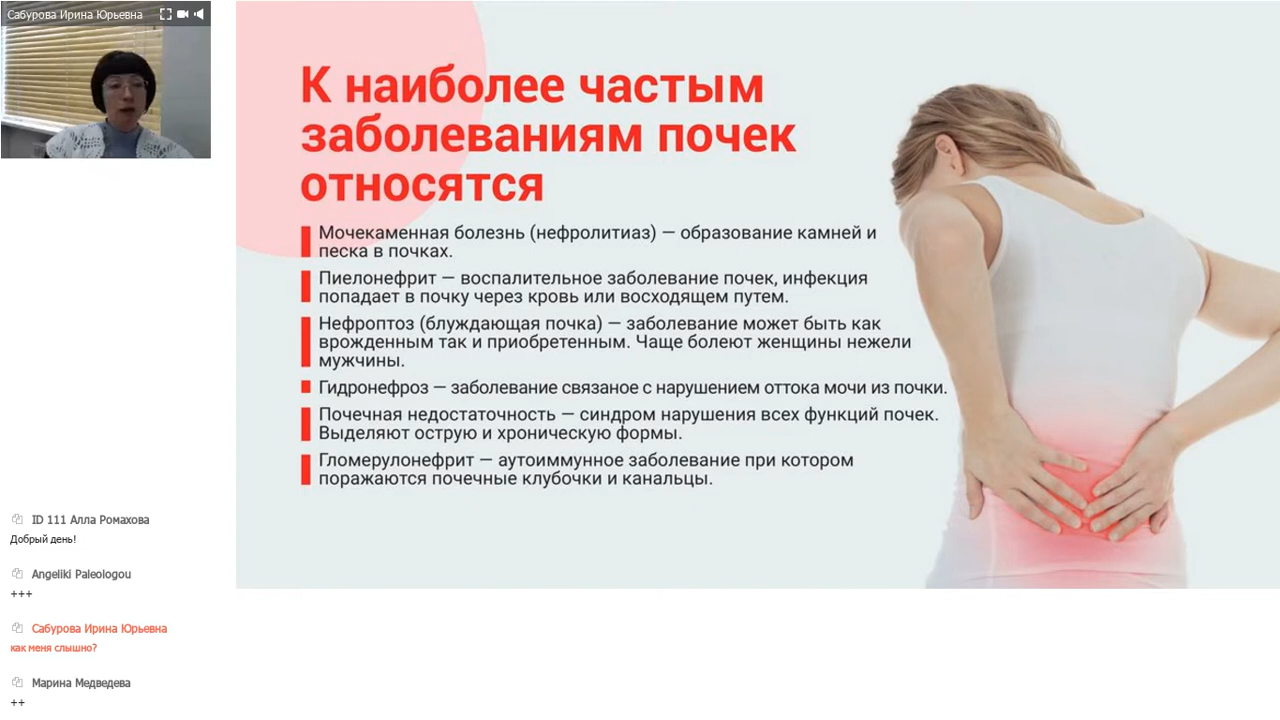 Сабурова Ирина Юрьевна
К наиболее частым
заболеваниям почек
относятся
Мочекаменная болезнь (нефролитиаз) — образование камней и
песка в почках.
Пиелонефрит — воспалительное заболевание почек, инфекция
попадает в почку через кровь или восходящем путем.
Нефроптоз (блуждающая почка) — заболевание может быть как
врожденным так и приобретенным. Чаще болеют женщины нежели
мужчины.
Гидронефроз — заболевание связаное с нарушением оттока мочи из почки.
Почечная недостаточность — синдром нарушения всех функций почек.
Выделяют острую и хроническую формы.
Гломерулонефрит — аутоиммунное заболевание при котором
поражаются почечные клубочки и канальцы.
ID 111 Алла Ромахова
Добрый день!
Angeliki Paleologou
+++
Сабурова Ирина Юрьевна
как меня слышно?
Марина Медведева
++